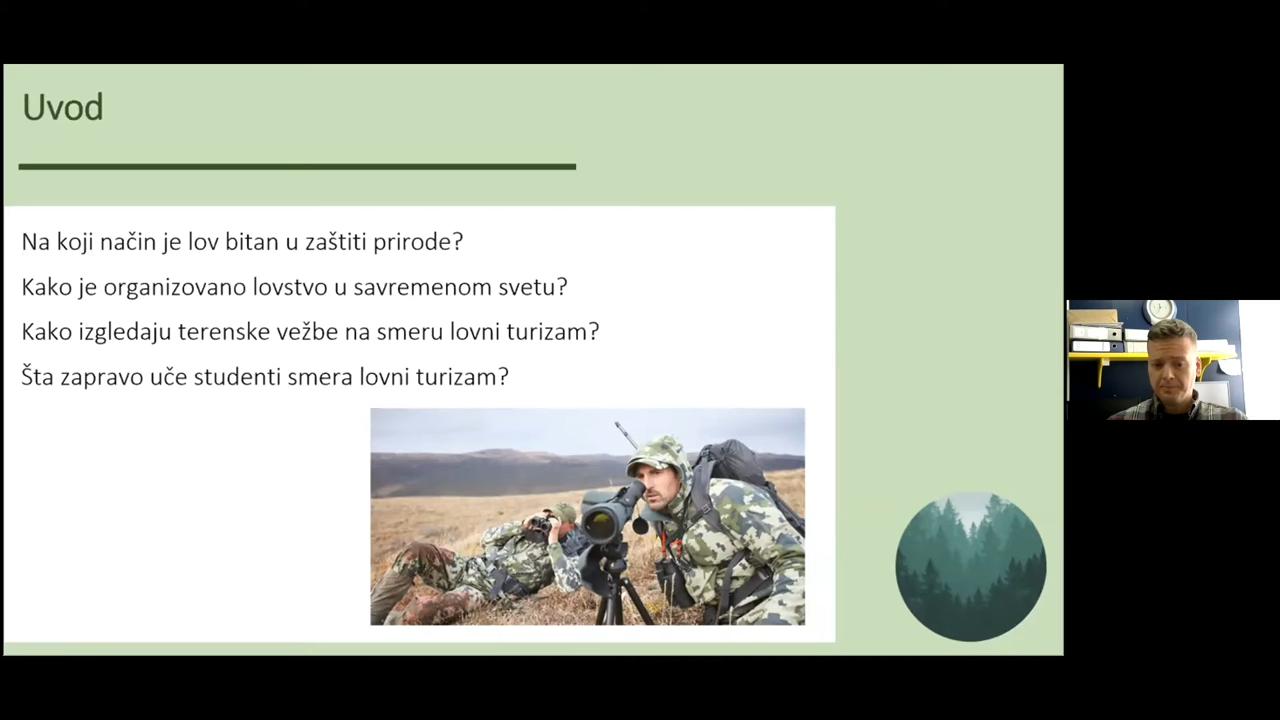 Uvod
Na koji način je lov bitan u zaštiti prirode?
Kako je organizovano lovstvo u savremenom svetu?
Kako izgledaju terenske vežbe na smeru lovni turizam?
Šta zapravo uče studenti smera lovni turizam?